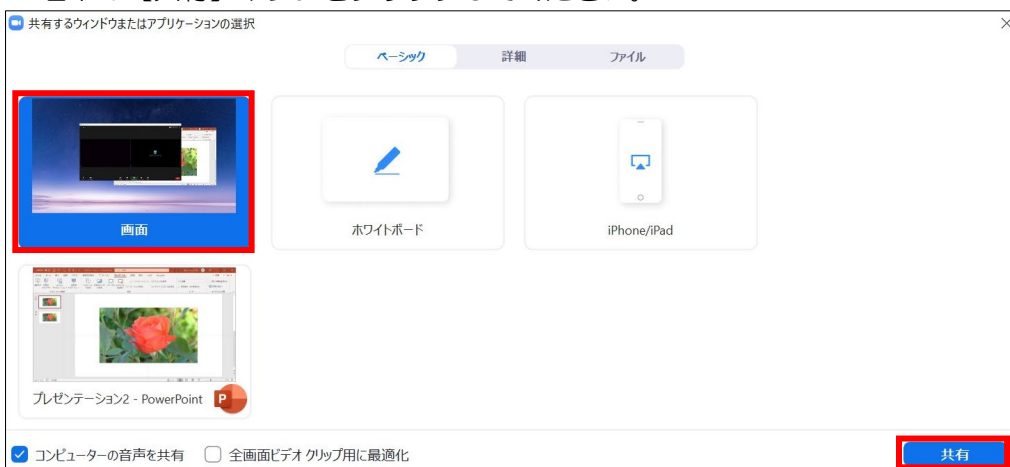 共有するウィンドウまたはアプリケーションの選択
ベーシック 詳細 ファイル
画面
ホワイトボード
iPhone/iPad
プレゼンテーション2 - PowerPoint
P
コンピューターの音声を共有 全画面ビデオ クリップ用に最適化
共有